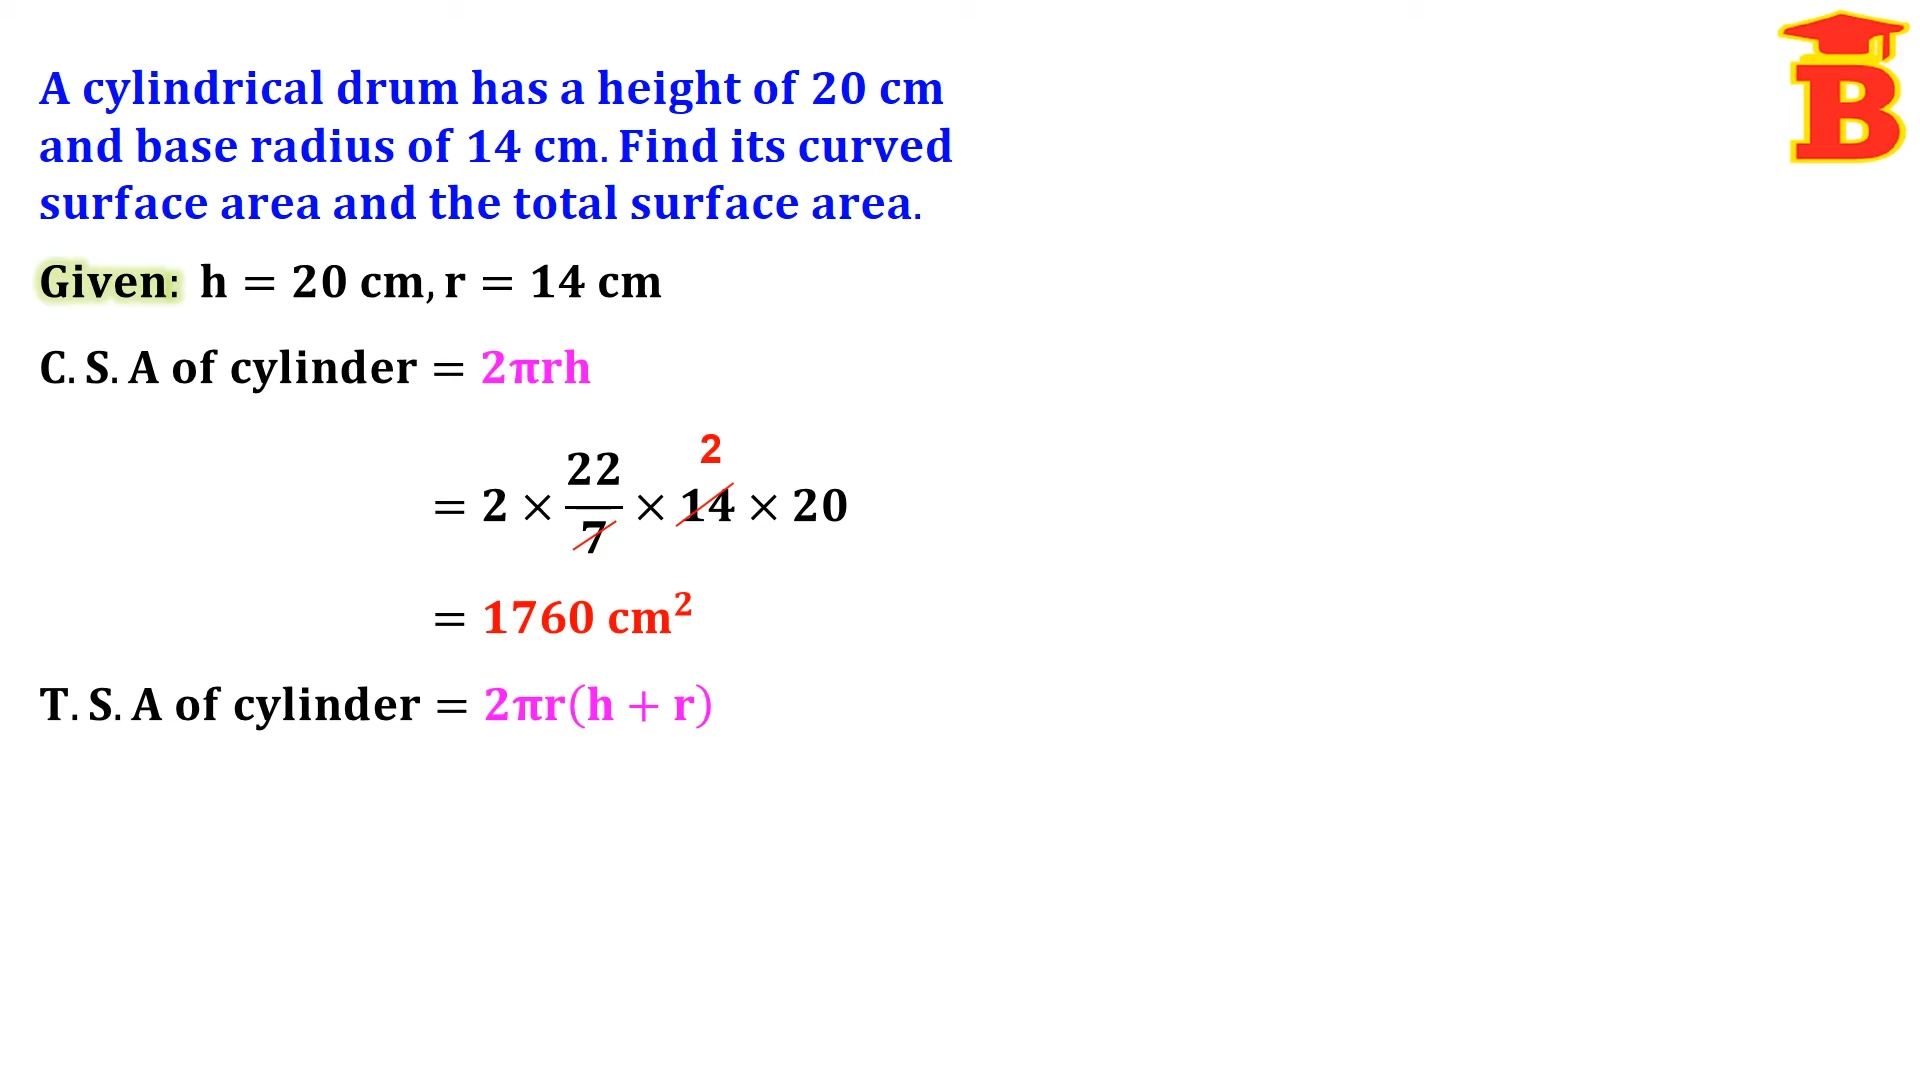 B
A cylindrical drum has a height of 20 cm
and base radius of 14 cm. Find its curved
surface area and the total surface area.
Given: h = 20 cm, r = 14 cm
C. S. A of cylinder = 2πrh
2
= 2 × 22/7 × 14 × 20
= 1760 cm²
T. S. A of cylinder = 2πr(h + r)